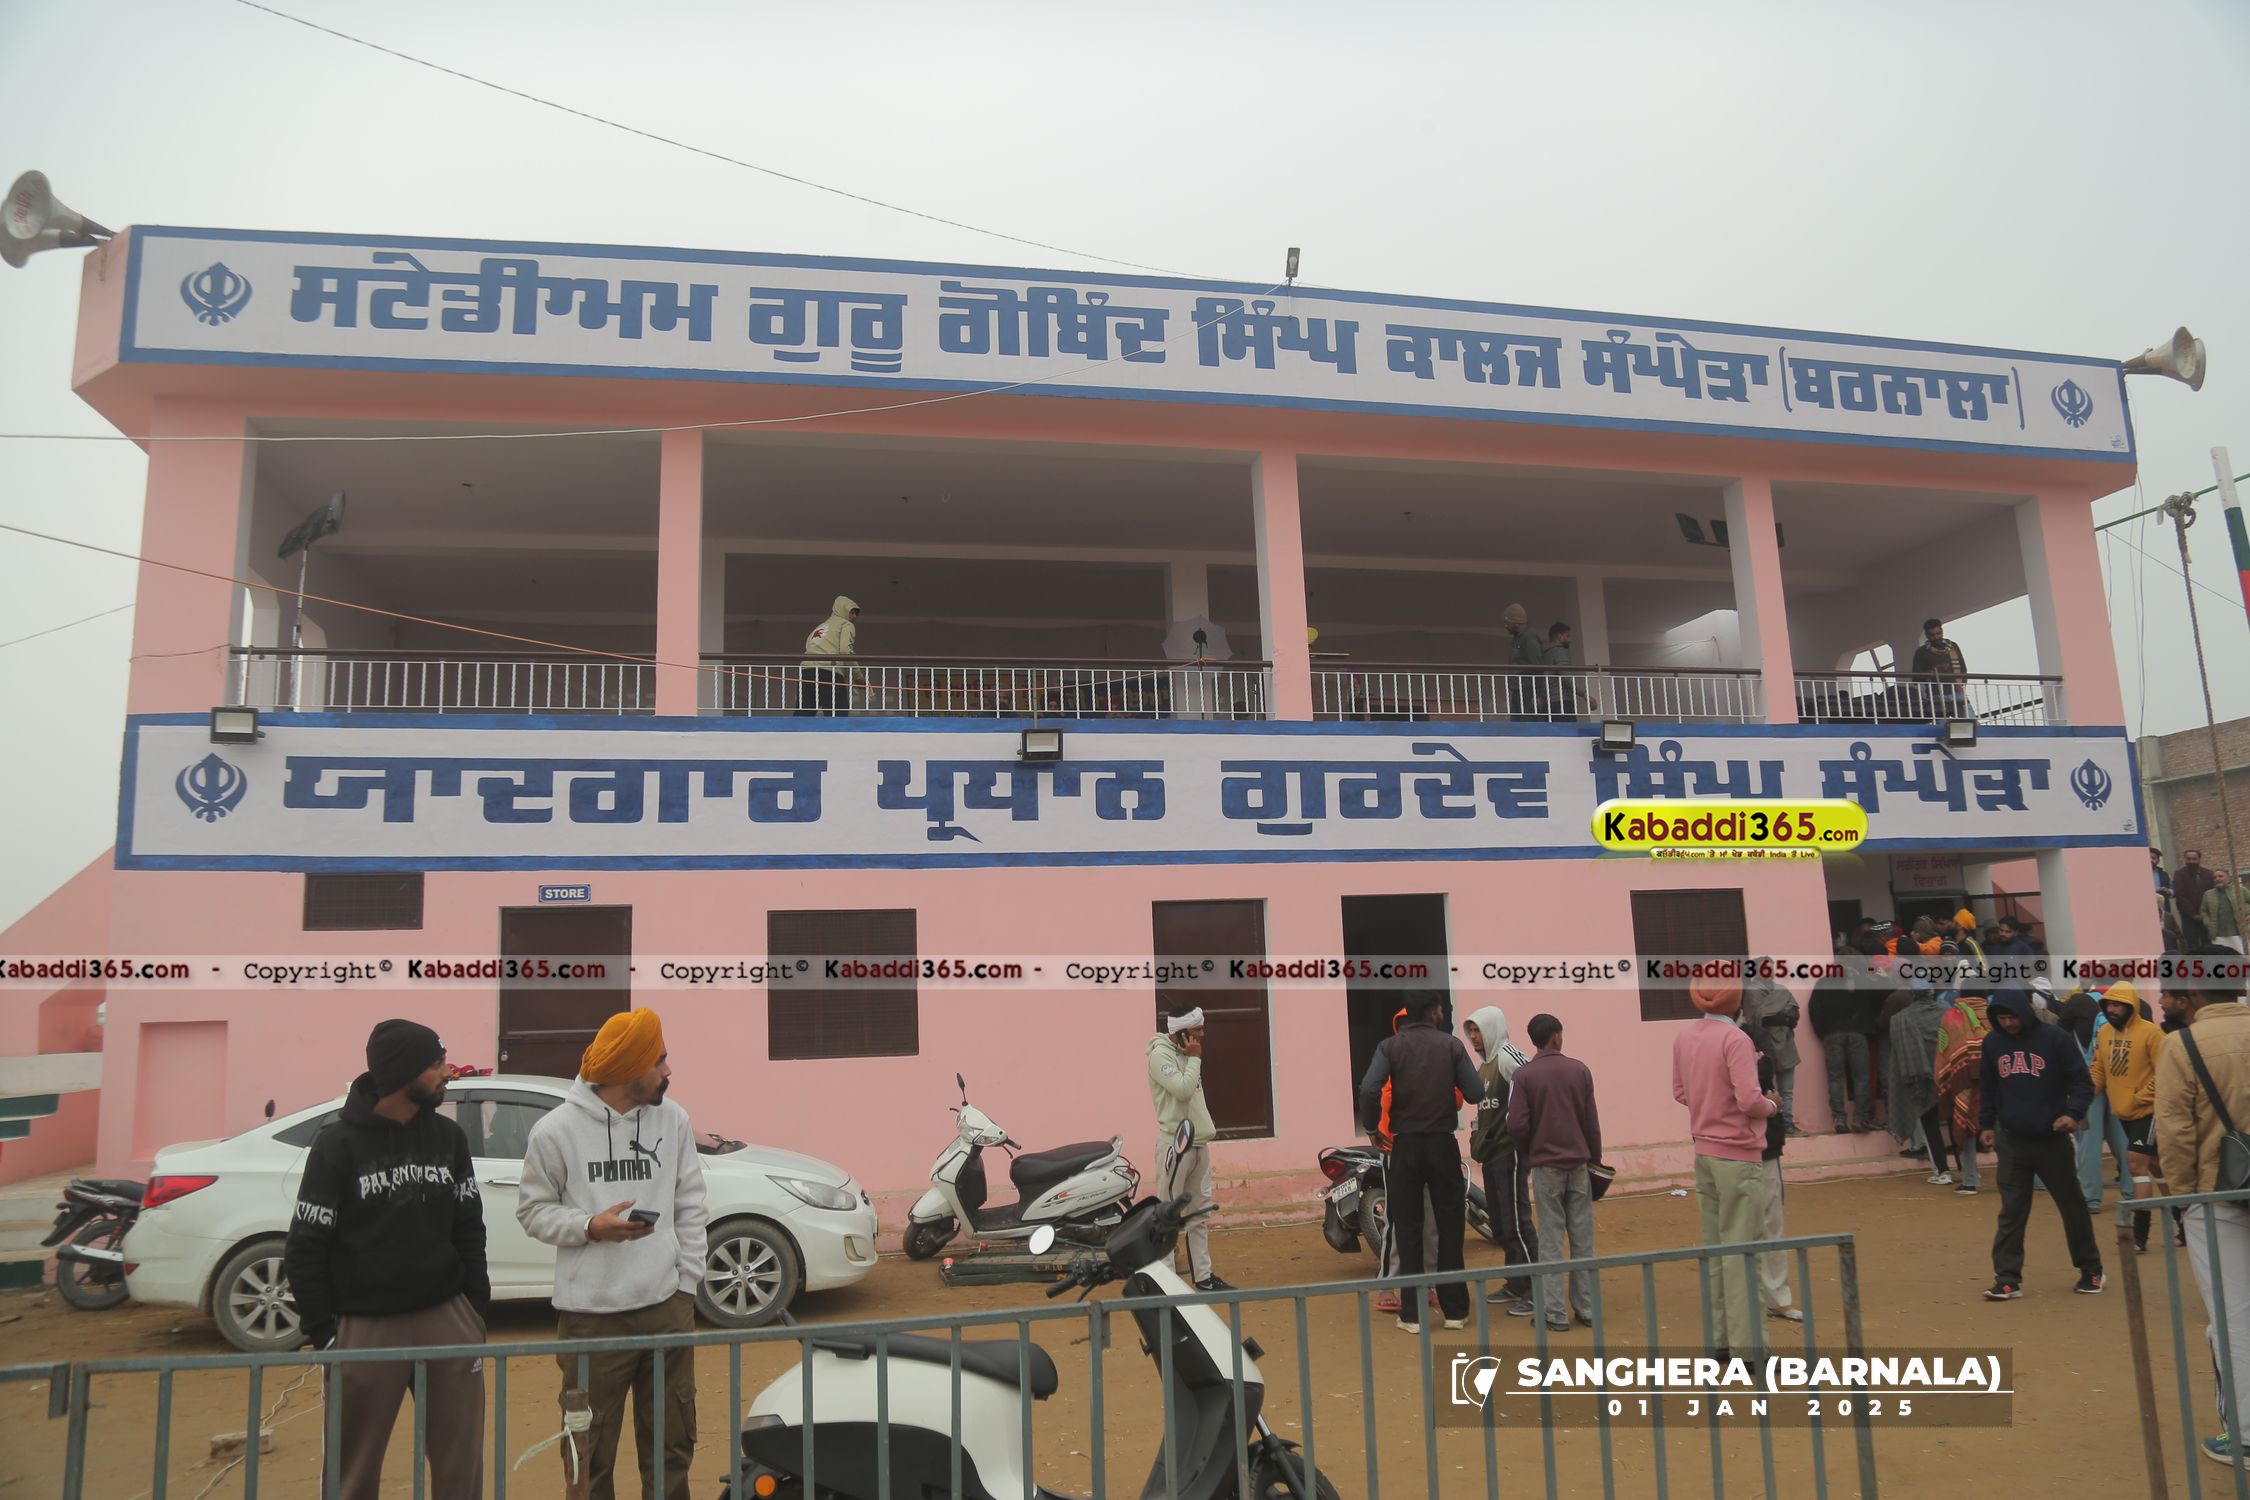 ਸਟੇਡੀਅਮ ਗੁਰੂ ਗੋਬਿੰਦ ਸਿੰਘ ਕਾਲਜ ਸੰਘੇੜਾ (ਬਰਨਾਲਾ)
ਯਾਦਗਾਰ ਪ੍ਰਧਾਨ ਗੁਰਦੇਵ ਸਿੰਘ ਸੰਘੇੜਾ
Kabaddi365.com
STORE
Kabaddi365.com - Copyright© Kabaddi365.com - Copyright© Kabaddi365.com - Copyright© Kabaddi365.com - Copyright© Kabaddi365.com - Copyright© Kabaddi365.com
GAP
BALENCIAGA
PUMA
SANGHERA (BARNALA)
01 JAN 2025